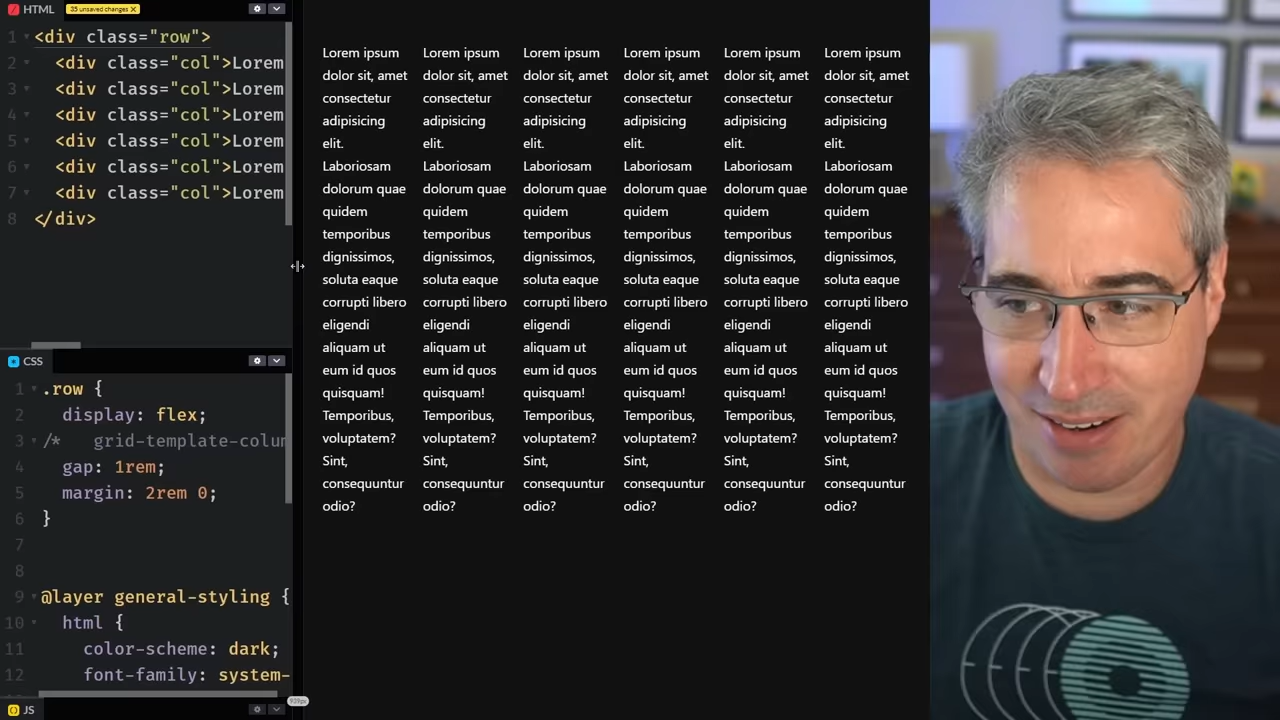 HTML
35 unsaved changes X
1 <div class="row">
2 <div class="col">Lorem
3 <div class="col">Lorem
4 <div class="col">Lorem
5 <div class="col">Lorem
6 <div class="col">Lorem
7 <div class="col">Lorem
8 </div>
CSS
1 .row {
2 display: flex;
3 /* grid-template-colum
4 gap: 1rem;
5 margin: 2rem 0;
6 }
7
8
9 @layer general-styling {
10 html {
11 color-scheme: dark;
12 font-family: system-
JS
Lorem ipsum Lorem ipsum Lorem ipsum Lorem ipsum Lorem ipsum Lorem ipsum
dolor sit, amet dolor sit, amet dolor sit, amet dolor sit, amet dolor sit, amet dolor sit, amet
consectetur consectetur consectetur consectetur consectetur consectetur
adipisicing adipisicing adipisicing adipisicing adipisicing adipisicing
elit. elit. elit. elit. elit. elit.
Laboriosam Laboriosam Laboriosam Laboriosam Laboriosam Laboriosam
dolorum quae dolorum quae dolorum quae dolorum quae dolorum quae dolorum quae
quidem quidem quidem quidem quidem quidem
temporibus temporibus temporibus temporibus temporibus temporibus
dignissimos, dignissimos, dignissimos, dignissimos, dignissimos, dignissimos,
soluta eaque soluta eaque soluta eaque soluta eaque soluta eaque soluta eaque
corrupti libero corrupti libero corrupti libero corrupti libero corrupti libero corrupti libero
eligendi eligendi eligendi eligendi eligendi eligendi
aliquam ut aliquam ut aliquam ut aliquam ut aliquam ut aliquam ut
eum id quos eum id quos eum id quos eum id quos eum id quos eum id quos
quisquam! quisquam! quisquam! quisquam! quisquam! quisquam!
Temporibus, Temporibus, Temporibus, Temporibus, Temporibus, Temporibus,
voluptatem? voluptatem? voluptatem? voluptatem? voluptatem? voluptatem?
Sint, Sint, Sint, Sint, Sint, Sint,
consequuntur consequuntur consequuntur consequuntur consequuntur consequuntur
odio? odio? odio? odio? odio? odio?